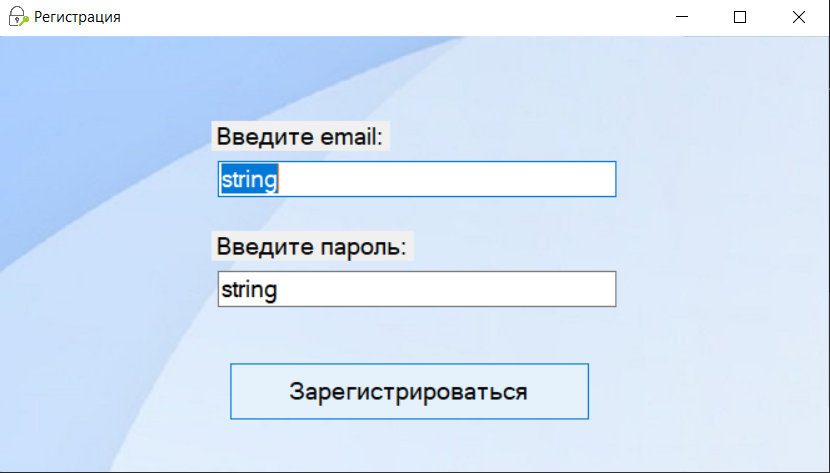 Регистрация
Введите email:
string
Введите пароль:
string
Зарегистрироваться